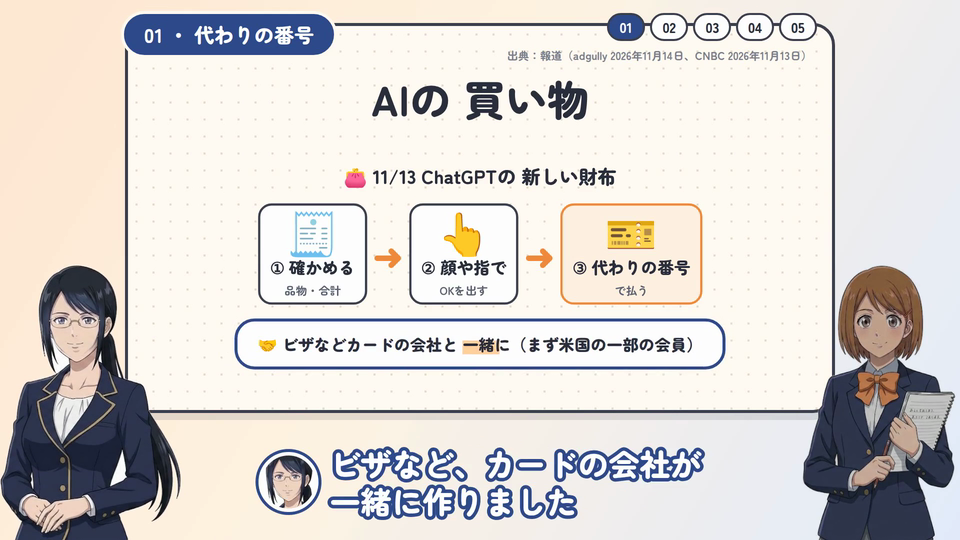 01 ・ 代わりの番号
01 02 03 04 05
出典：報道（adgully 2026年11月14日、CNBC 2026年11月13日）
AIの 買い物
11/13 ChatGPTの 新しい財布
① 確かめる
品物・合計
② 顔や指で
OKを出す
③ 代わりの番号
で払う
ビザなどカードの会社と 一緒に（まず米国の一部の会員）
ビザなど、カードの会社が
一緒に作りました